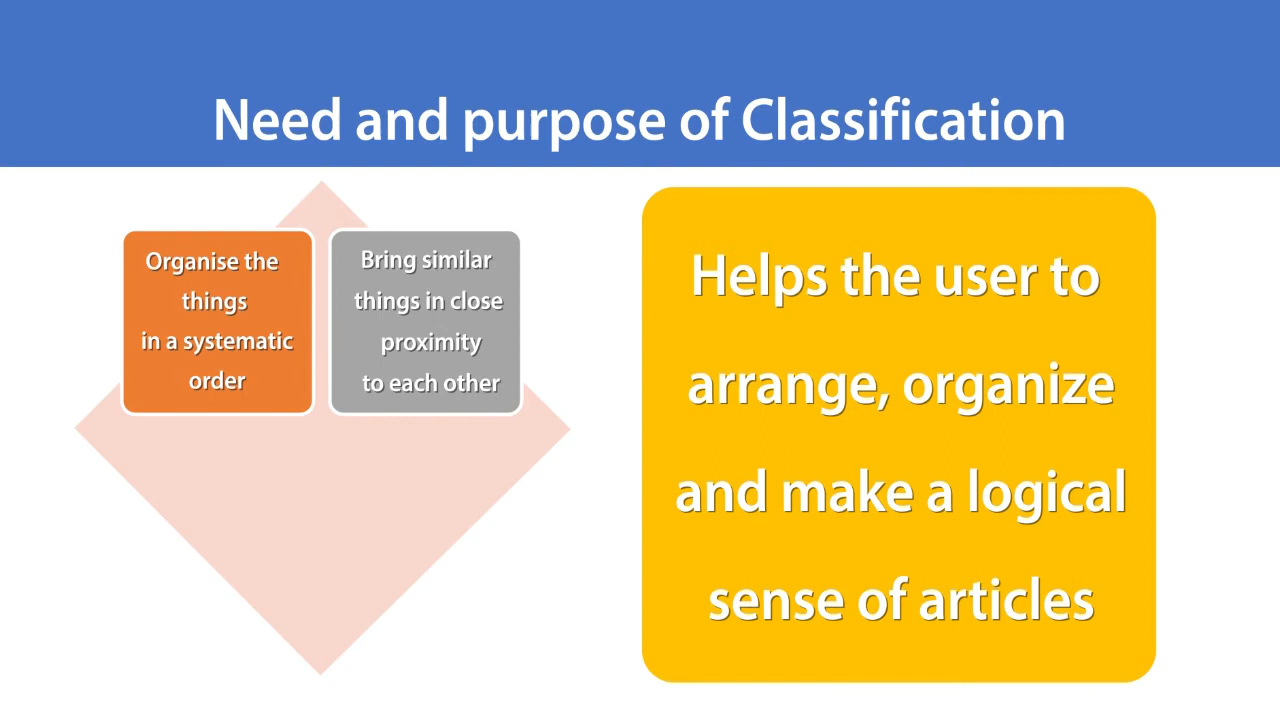 Need and purpose of Classification
Organise the
things
in a systematic
order
Bring similar
things in close
proximity
to each other
Helps the user to
arrange, organize
and make a logical
sense of articles